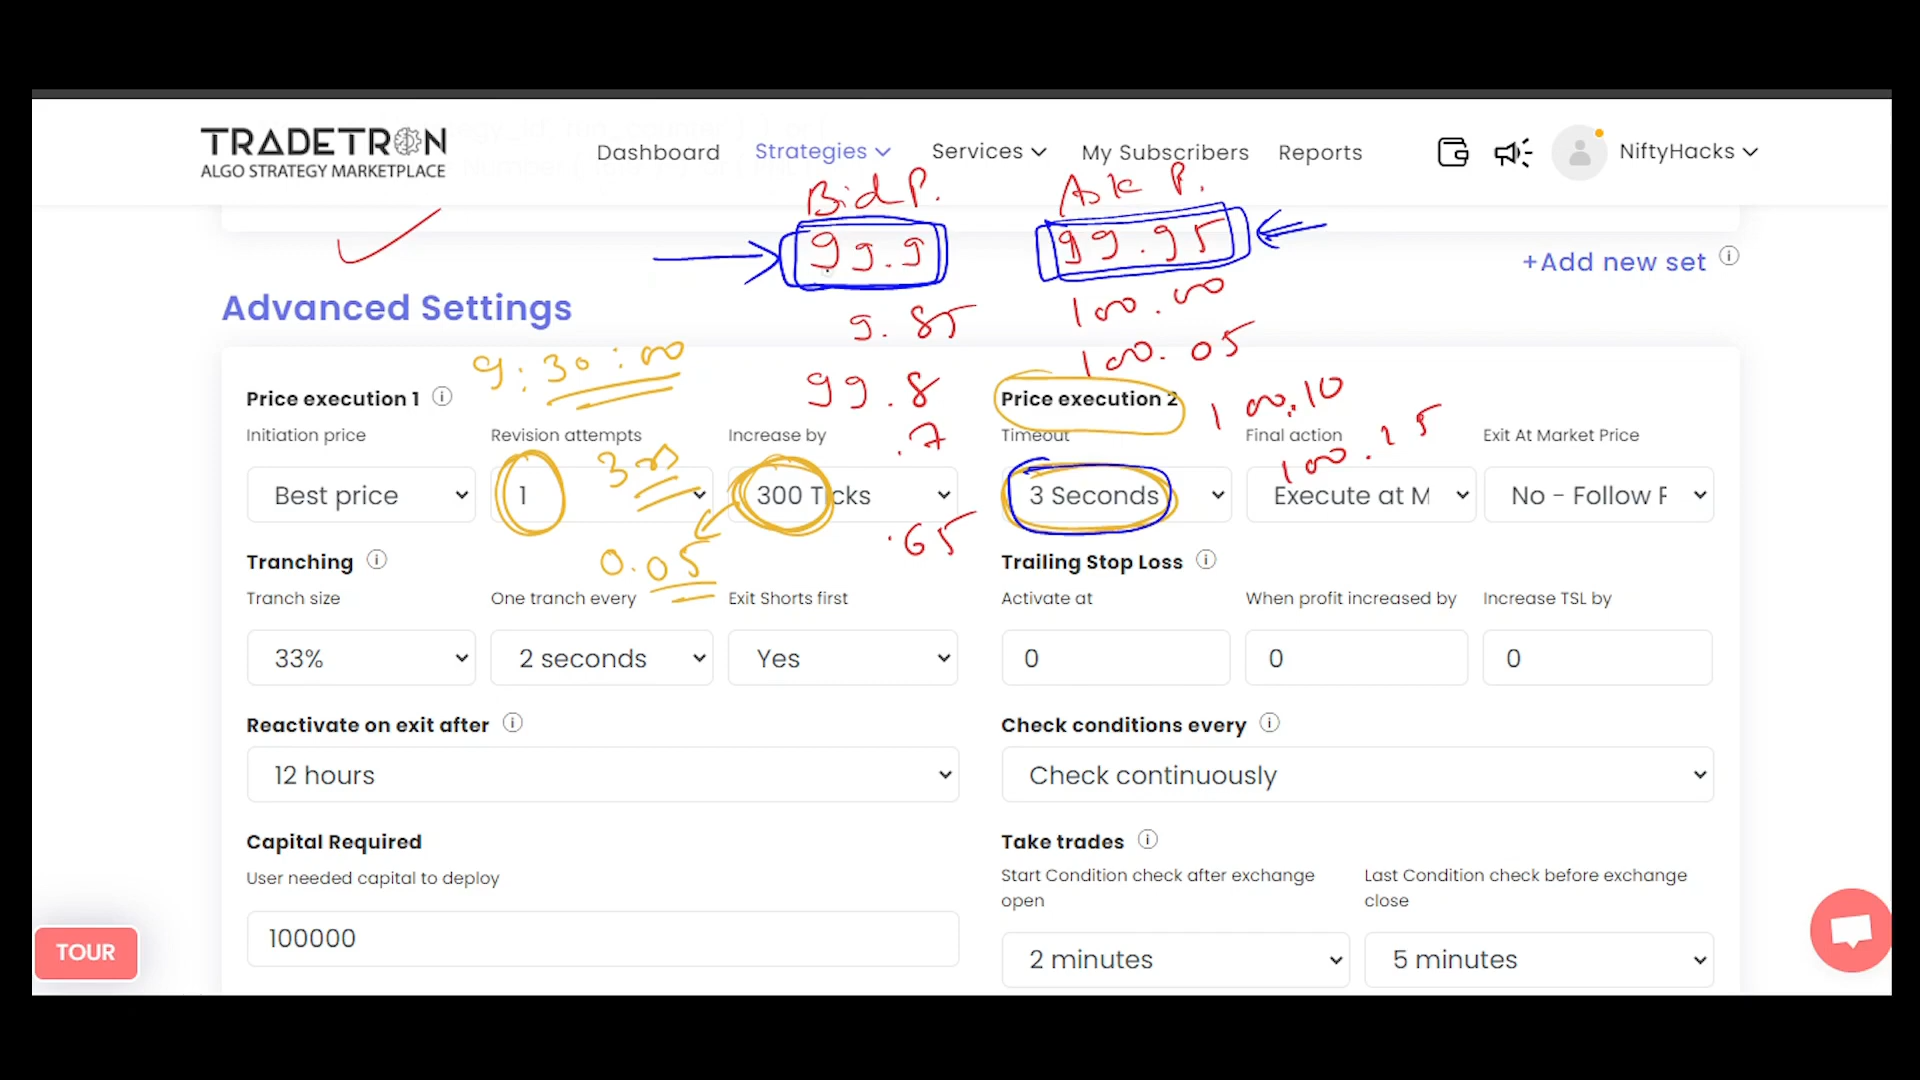 TRADETRON
ALGO STRATEGY MARKETPLACE
Dashboard Strategies Services My Subscribers Reports NiftyHacks
Bid P. Ask P.
99.9 99.95
+Add new set
Advanced Settings
9.85 100.00
9:30:00 100.05
99.8 100.10
.7 100.15
.65
Price execution 1 Price execution 2
Initiation price Revision attempts Increase by Timeout Final action Exit At Market Price
3
Best price 1 300 Ticks 3 Seconds Execute at M No - Follow F
0.05
Tranching Trailing Stop Loss
Tranch size One tranch every Exit Shorts first Activate at When profit increased by Increase TSL by
33% 2 seconds Yes 0 0 0
Reactivate on exit after Check conditions every
12 hours Check continuously
Capital Required Take trades
User needed capital to deploy Start Condition check after exchange open Last Condition check before exchange close
100000 2 minutes 5 minutes
TOUR